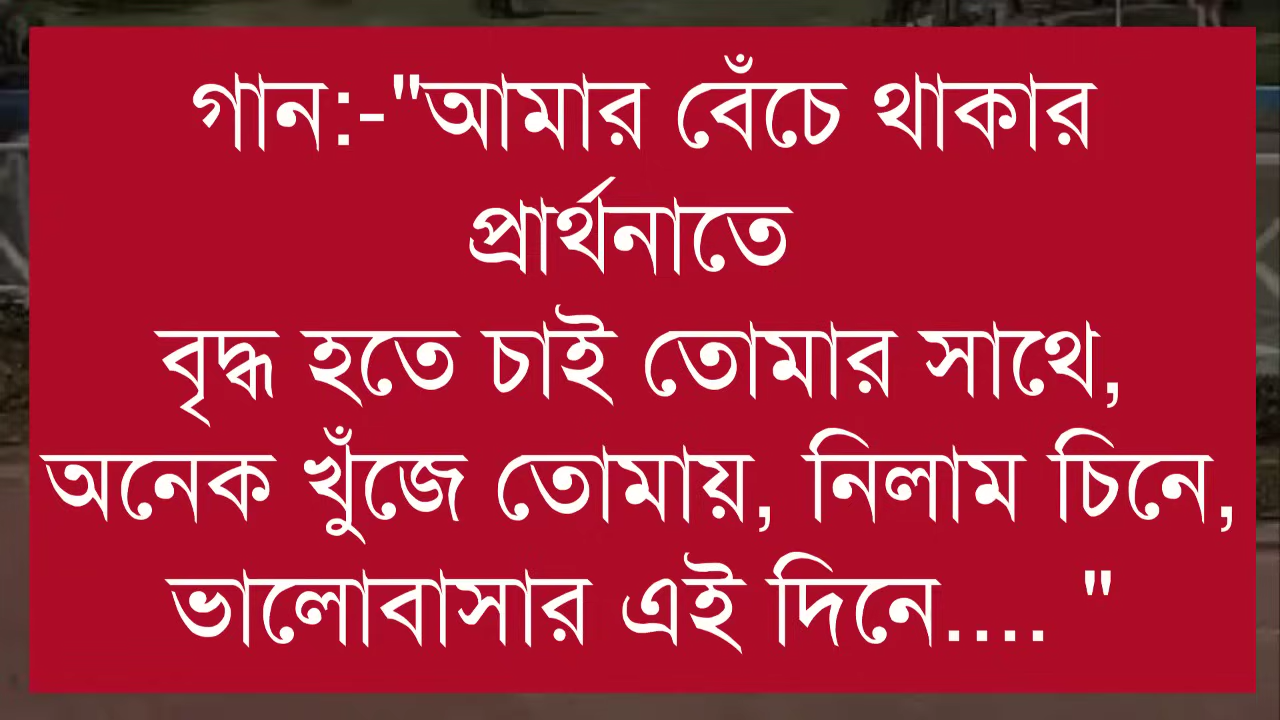 গান:-"আমার বেঁচে থাকার
প্রার্থনাতে
বৃদ্ধ হতে চাই তোমার সাথে,
অনেক খুঁজে তোমায়, নিলাম চিনে,
ভালোবাসার এই দিনে.... "